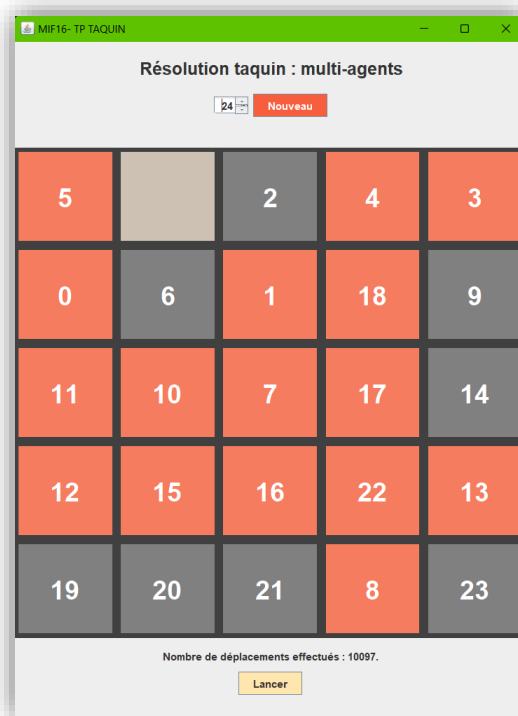 MIF16- TP TAQUIN
Résolution taquin : multi-agents
24 Nouveau
5 2 4 3
0 6 1 18 9
11 10 7 17 14
12 15 16 22 13
19 20 21 8 23
Nombre de déplacements effectués : 10097.
Lancer